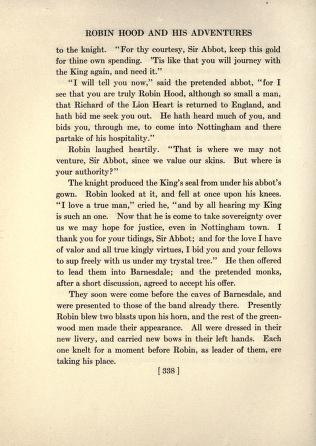 ROBIN HOOD AND HIS ADVENTURES
to the knight. "For thy courtesy, Sir Abbot, keep this gold
for thine own spending. 'Tis like that you will journey with
the King again, and need it."
"I will tell you now," said the pretended abbot, "for I
see that you are truly Robin Hood, although so small a man,
that Richard of the Lion Heart is returned to England, and
hath bid me seek you out. He hath heard much of you, and
bids you, through me, to come into Nottingham and there
partake of his hospitality."
Robin laughed heartily. "That is where we may not
venture, Sir Abbot, since we value our skins. But where is
your authority?"
The knight produced the King's seal from under his abbot's
gown. Robin looked at it, and fell at once upon his knees.
"I love a true man," cried he, "and by all hearing my King
is such an one. Now that he is come to take sovereignty over
us we may hope for justice, even in Nottingham town. I
thank you for your tidings, Sir Abbot; and for the love I have
of valor and all true kingly virtues, I bid you and your fellows
to sup freely with us under my trystal tree." He then offered
to lead them into Barnesdale; and the pretended monks,
after a short discussion, agreed to accept his offer.
They soon were come before the caves of Barnesdale, and
were presented to those of the band already there. Presently
Robin blew two blasts upon his horn, and the rest of the green-
wood men made their appearance. All were dressed in their
new livery, and carried new bows in their left hands. Each
one knelt for a moment before Robin, as leader of them, ere
taking his place.
[ 338 ]